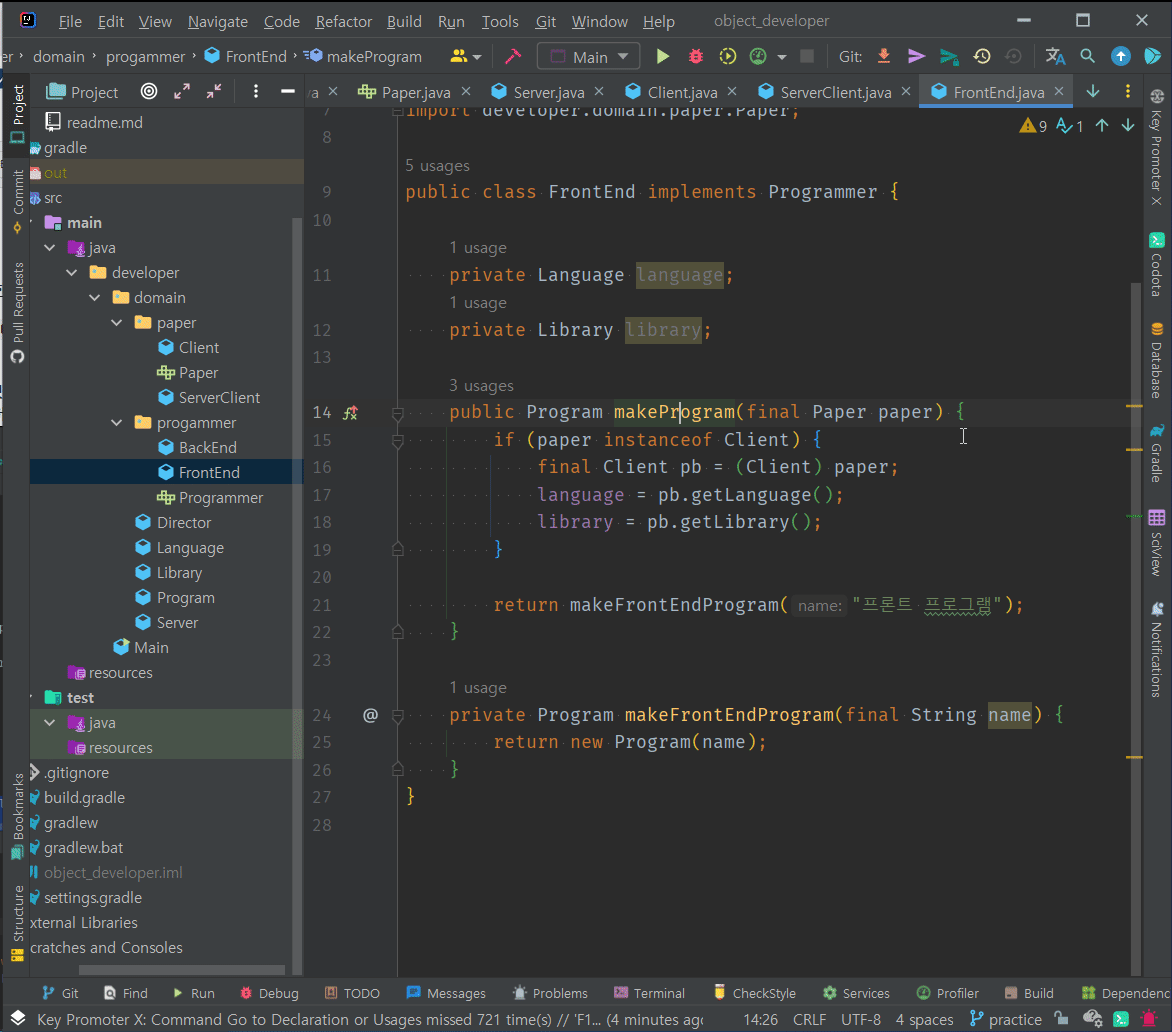 File Edit View Navigate Code Refactor Build Run Tools Git Window Help object_developer
er domain progammer FrontEnd makeProgram Main Git:
Project
Paper.java Server.java Client.java ServerClient.java FrontEnd.java
readme.md
gradle
out
src
main
java
developer
domain
paper
Client
Paper
ServerClient
progammer
BackEnd
FrontEnd
Programmer
Director
Language
Library
Program
Server
Main
resources
test
java
resources
.gitignore
build.gradle
gradlew
gradlew.bat
object_developer.iml
settings.gradle
xternal Libraries
cratches and Consoles
Project
Commit
Pull Requests
Bookmarks
Structure
9 1
7 import developer.domain.paper.Paper;
8
5 usages
9 public class FrontEnd implements Programmer {
10
1 usage
11 private Language language;
1 usage
12 private Library library;
13
3 usages
14 public Program makeProgram(final Paper paper) {
15 if (paper instanceof Client) {
16 final Client pb = (Client) paper;
17 language = pb.getLanguage();
18 library = pb.getLibrary();
19 }
20
21 return makeFrontEndProgram( name: "프론트 프로그램");
22 }
23
1 usage
24 @ private Program makeFrontEndProgram(final String name) {
25 return new Program(name);
26 }
27 }
28
Key Promoter X
Codota
Database
Gradle
SciView
Notifications
Git Find Run Debug TODO Messages Problems Terminal CheckStyle Services Profiler Build Dependenc
Key Promoter X: Command Go to Declaration or Usages missed 721 time(s) // 'F1... (4 minutes ago 14:26 CRLF UTF-8 4 spaces practice